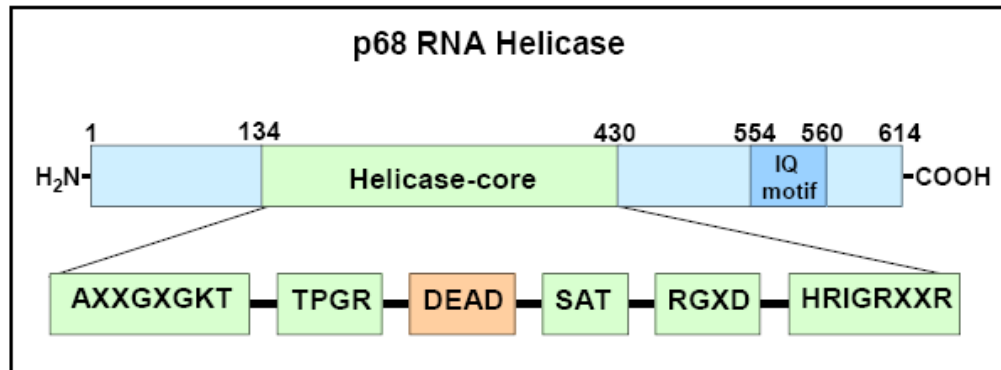 p68 RNA Helicase
1 134 430 554 560 614
H₂N Helicase-core IQ motif COOH
AXXGXGKT TPGR DEAD SAT RGXD HRIGRXXR